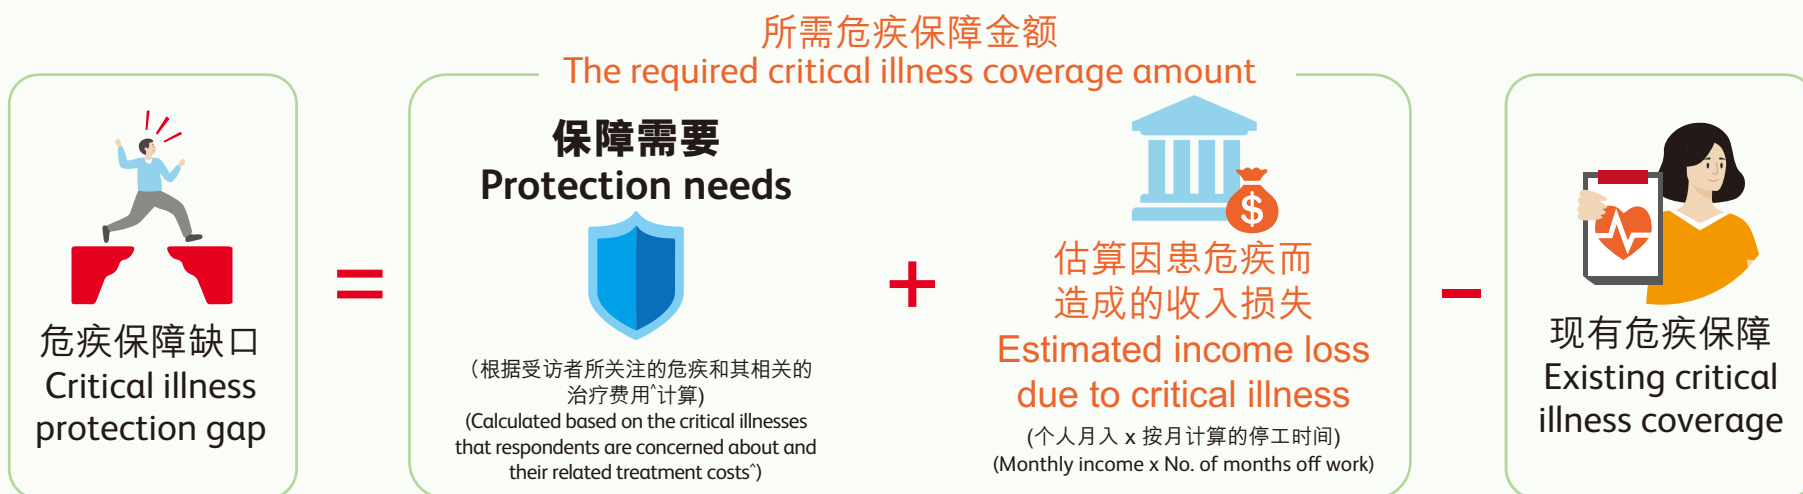 所需危疾保障金额
The required critical illness coverage amount
危疾保障缺口
Critical illness
protection gap
=
保障需要
Protection needs
(根据受访者所关注的危疾和其相关的
治疗费用^计算)
(Calculated based on the critical illnesses
that respondents are concerned about and
their related treatment costs^)
+
$
估算因患危疾而
造成的收入损失
Estimated income loss
due to critical illness
(个人月入 x 按月计算的停工时间)
(Monthly income x No. of months off work)
–
现有危疾保障
Existing critical
illness coverage